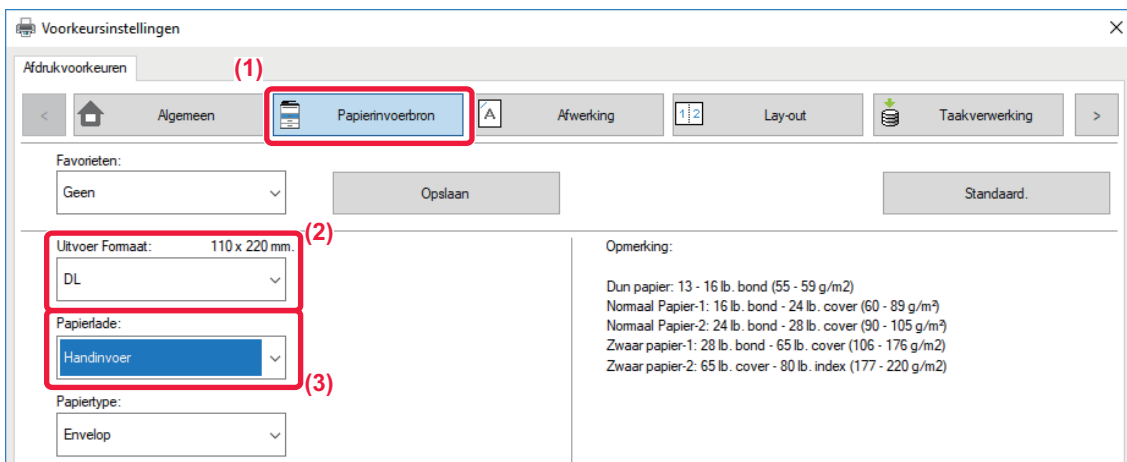 Voorkeursinstellingen
Afdrukvoorkeuren
(1)
< Algemeen Papierinvoerbron A Afwerking 1 2 Lay-out Taakverwerking >
Favorieten:
Geen Opslaan Standaard.
(2)
Uitvoer Formaat: 110 x 220 mm.
DL
Papierlade:
Handinvoer
(3)
Papiertype:
Envelop
Opmerking:
Dun papier: 13 - 16 lb. bond (55 - 59 g/m2)
Normaal Papier-1: 16 lb. bond - 24 lb. cover (60 - 89 g/m²)
Normaal Papier-2: 24 lb. bond - 28 lb. cover (90 - 105 g/m²)
Zwaar papier-1: 28 lb. bond - 65 lb. cover (106 - 176 g/m2)
Zwaar papier-2: 65 lb. cover - 80 lb. index (177 - 220 g/m2)